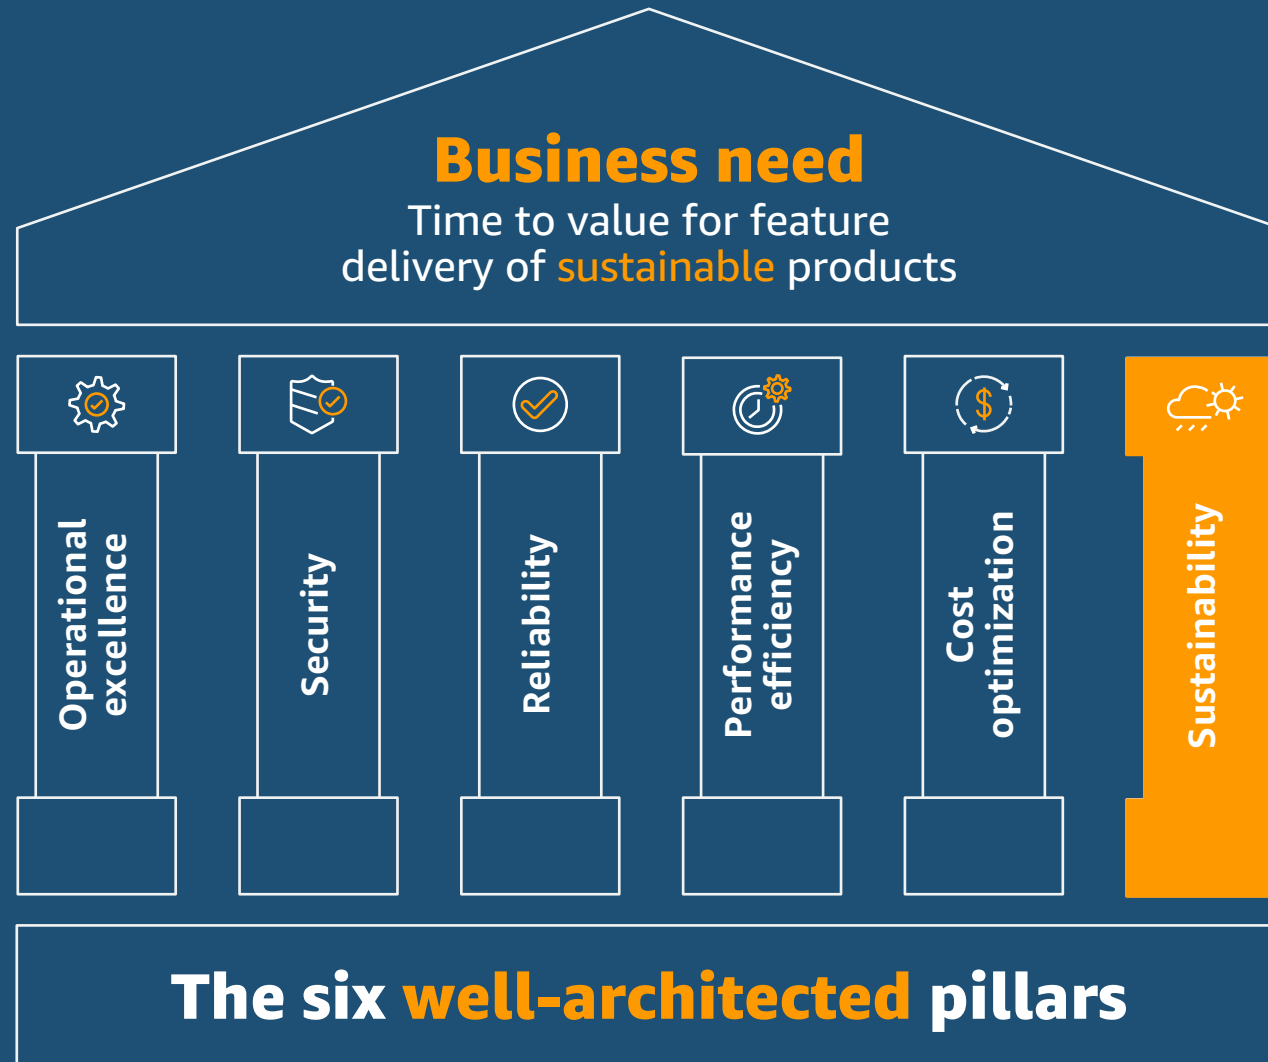 Business need
Time to value for feature
delivery of sustainable products
Operational
excellence
Security
Reliability
Performance
efficiency
$
Cost
optimization
Sustainability
The six well-architected pillars